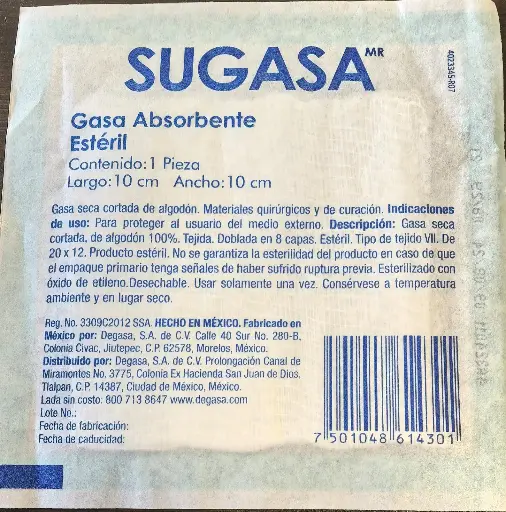 SUGASA MR
4023345-R07
Gasa Absorbente
Estéril
Contenido: 1 Pieza
Largo: 10 cm Ancho: 10 cm
Gasa seca cortada de algodón. Materiales quirúrgicos y de curación. Indicaciones
de uso: Para proteger al usuario del medio externo. Descripción: Gasa seca
cortada, de algodón 100%. Tejida. Doblada en 8 capas. Estéril. Tipo de tejido VII. De
20 x 12. Producto estéril. No se garantiza la esterilidad del producto en caso de que
el empaque primario tenga señales de haber sufrido ruptura previa. Esterilizado con
óxido de etileno. Desechable. Usar solamente una vez. Consérvese a temperatura
ambiente y en lugar seco.
Reg. No. 3309C2012 SSA. HECHO EN MÉXICO. Fabricado en
México por: Degasa, S.A. de C.V. Calle 40 Sur No. 280-B.
Colonia Civac, Jiutepec, C.P. 62578, Morelos, México.
Distribuido por: Degasa, S.A. de C.V. Prolongación Canal de
Miramontes No. 3775, Colonia Ex Hacienda San Juan de Dios.
Tlalpan, C.P. 14387, Ciudad de México, México.
Lada sin costo: 800 713 8647 www.degasa.com
Lote No.:
Fecha de fabricación:
Fecha de caducidad:
7 501048 614301